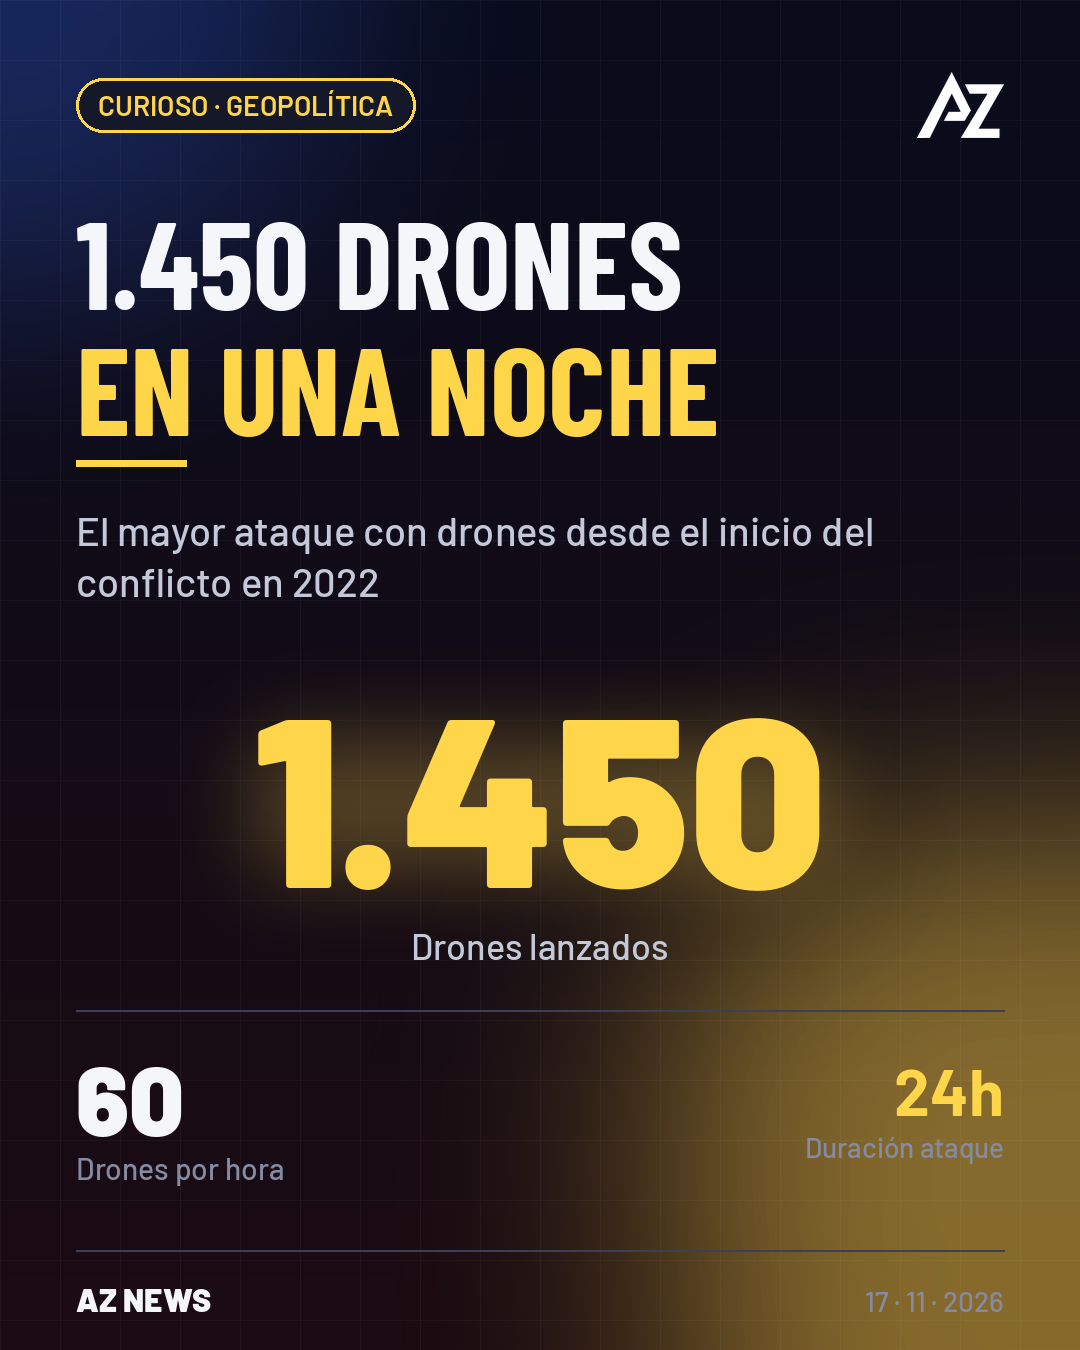 CURIOSO · GEOPOLÍTICA
AZ
1.450 DRONES
EN UNA NOCHE
El mayor ataque con drones desde el inicio del
conflicto en 2022
1.450
Drones lanzados
60
Drones por hora
24h
Duración ataque
AZ NEWS
17 · 11 · 2026